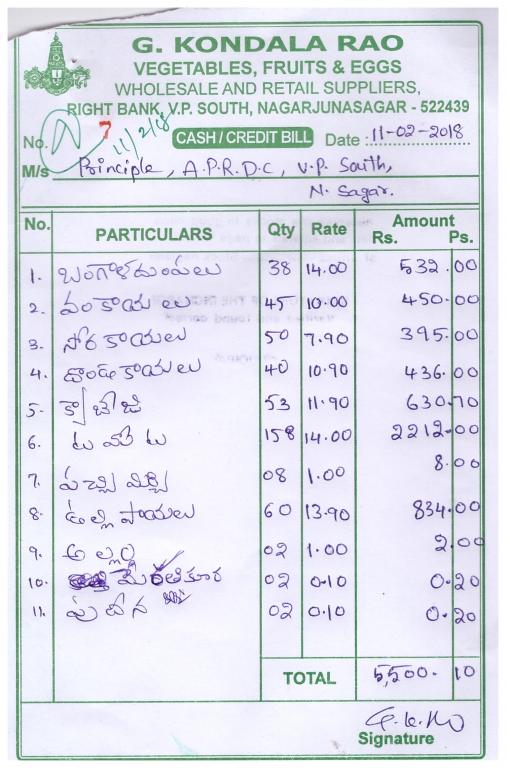 G. KONDALA RAO
VEGETABLES, FRUITS & EGGS
WHOLESALE AND RETAIL SUPPLIERS,
RIGHT BANK, V.P. SOUTH, NAGARJUNASAGAR - 522439
No. 7 11/2/18 CASH / CREDIT BILL Date : 11-02-2018
M/s Principle, A.P.R.D.C, V.P. South,
N. Sagar.
No. PARTICULARS Qty Rate Amount
Rs. Ps.
1. బంగాళదుంపలు 38 14.00 532.00
2. వంకాయలు 45 10.00 450.00
3. సోరకాయలు 50 7.90 395.00
4. దొండకాయలు 40 10.90 436.00
5. క్యాబేజి 53 11.90 630.70
6. టమోటు 158 14.00 2212.00
7. పచ్చి మిర్చి 08 1.00 8.00
8. ఉల్లి పాయలు 60 13.90 834.00
9. అల్లం 02 1.00 2.00
10. 02 0.10 0.20
11. పుదీన 02 0.10 0.20
TOTAL 5,500.10
Signature